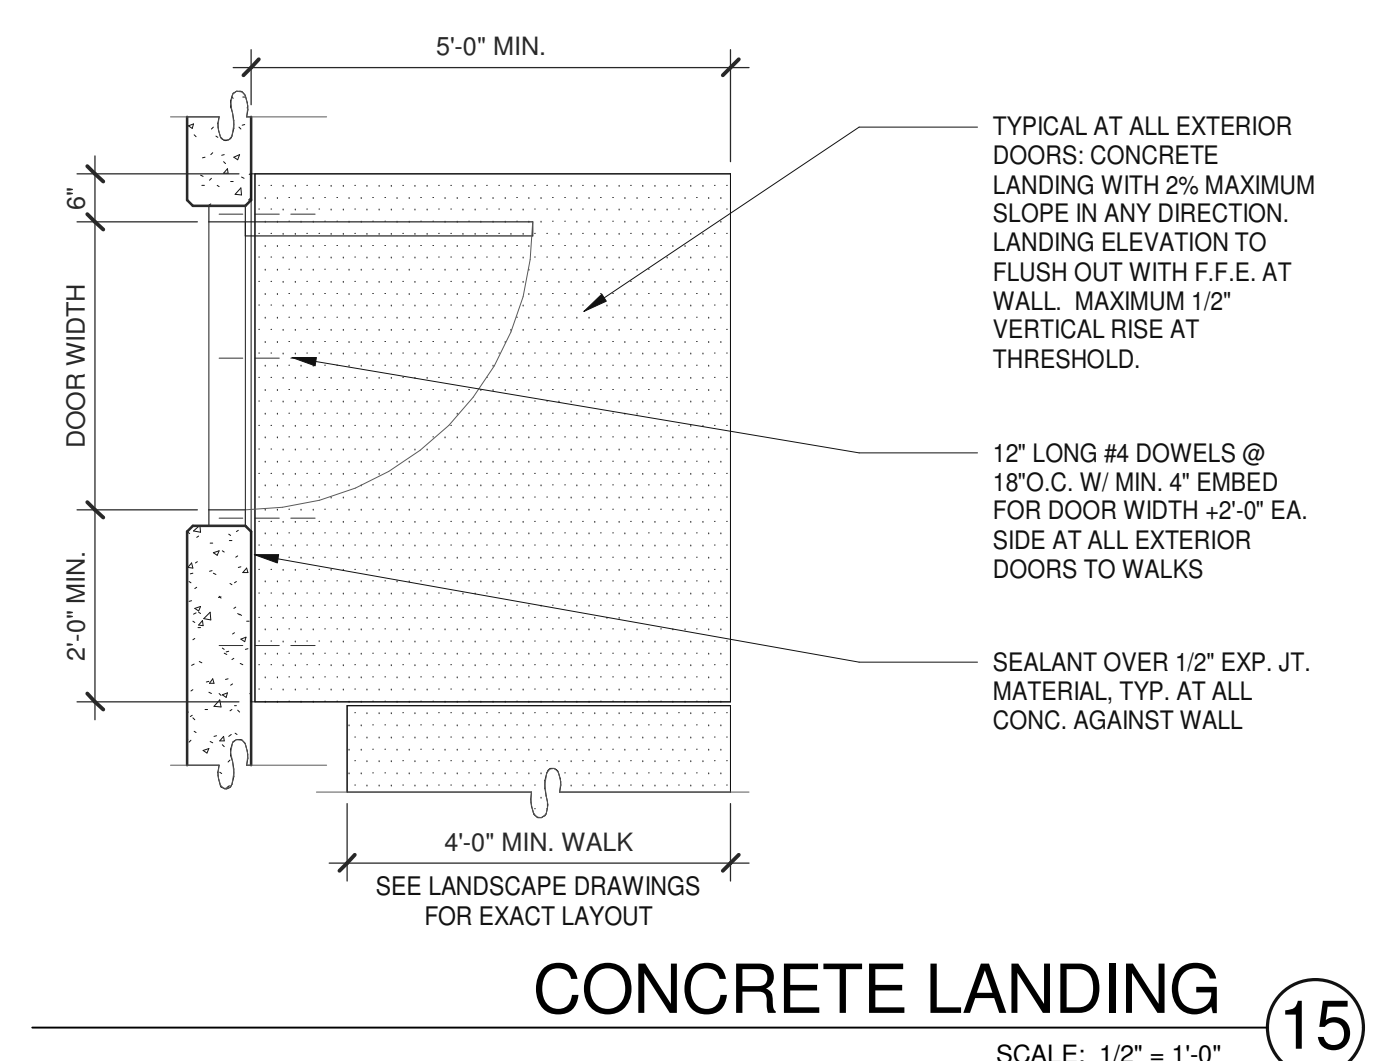 5'-0" MIN.
6"
DOOR WIDTH
2'-0" MIN.
TYPICAL AT ALL EXTERIOR
DOORS: CONCRETE
LANDING WITH 2% MAXIMUM
SLOPE IN ANY DIRECTION.
LANDING ELEVATION TO
FLUSH OUT WITH F.F.E. AT
WALL. MAXIMUM 1/2"
VERTICAL RISE AT
THRESHOLD.
12" LONG #4 DOWELS @
18"O.C. W/ MIN. 4" EMBED
FOR DOOR WIDTH +2'-0" EA.
SIDE AT ALL EXTERIOR
DOORS TO WALKS
SEALANT OVER 1/2" EXP. JT.
MATERIAL, TYP. AT ALL
CONC. AGAINST WALL
4'-0" MIN. WALK
SEE LANDSCAPE DRAWINGS
FOR EXACT LAYOUT
CONCRETE LANDING
15
SCALE: 1/2" = 1'-0"